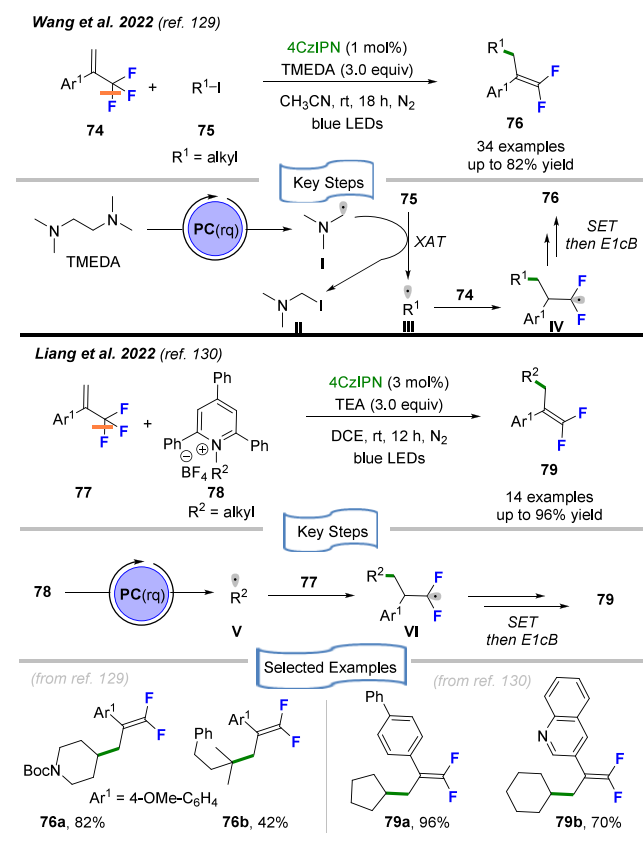 Wang et al. 2022 (ref. 129)
Ar1
F
F
F
74
+
R1–I
75
R1 = alkyl
4CzIPN (1 mol%)
TMEDA (3.0 equiv)
CH3CN, rt, 18 h, N2
blue LEDs
R1
Ar1
F
F
76
34 examples
up to 82% yield
Key Steps
N
N
TMEDA
PC(rq)
N
I
75
XAT
N
I
II
R1
III
74
R1
Ar1
F
F
IV
76
SET
then E1cB
Liang et al. 2022 (ref. 130)
Ar1
F
F
F
77
+
Ph
Ph
N
Ph
R2
BF4
78
R2 = alkyl
4CzIPN (3 mol%)
TEA (3.0 equiv)
DCE, rt, 12 h, N2
blue LEDs
R2
Ar1
F
F
79
14 examples
up to 96% yield
Key Steps
78
PC(rq)
R2
V
77
R2
Ar1
F
F
VI
SET
then E1cB
79
Selected Examples
(from ref. 129)
(from ref. 130)
Ar1
F
F
BocN
76a, 82%
Ph
Ar1
F
F
76b, 42%
Ar1 = 4-OMe-C6H4
Ph
F
F
79a, 96%
N
F
F
79b, 70%